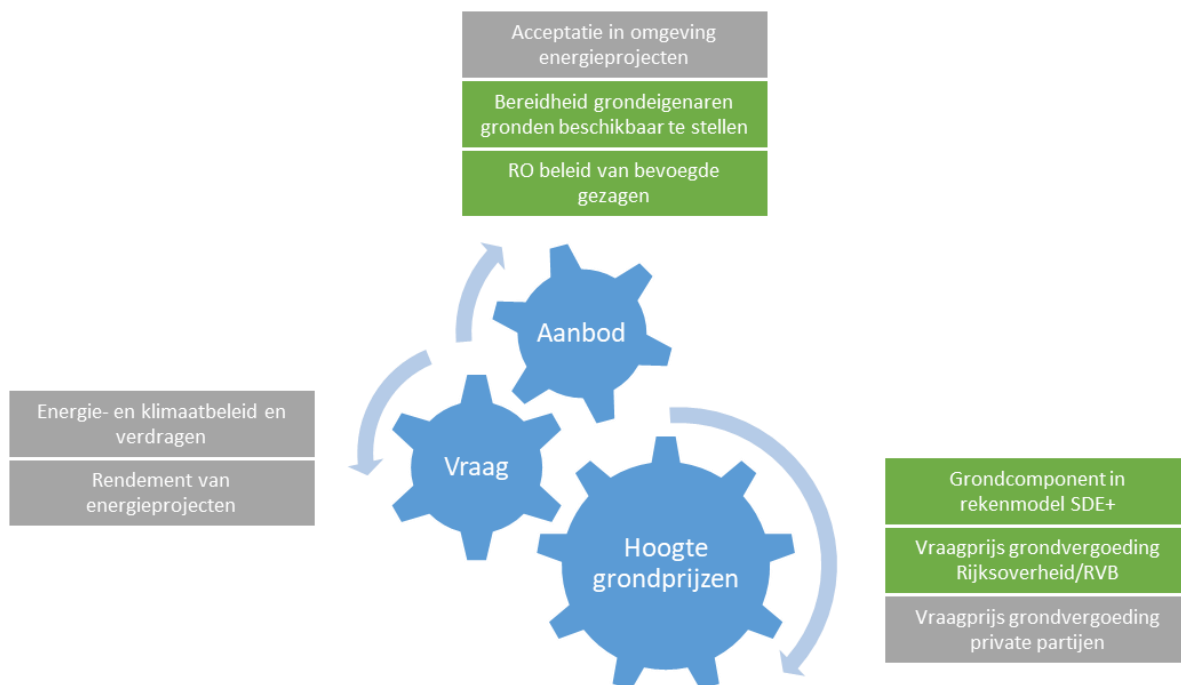 Acceptatie in omgeving
energieprojecten
Bereidheid grondeigenaren
gronden beschikbaar te stellen
RO beleid van bevoegde
gezagen
Aanbod
Energie- en klimaatbeleid en
verdragen
Rendement van
energieprojecten
Vraag
Hoogte
grondprijzen
Grondcomponent in
rekenmodel SDE+
Vraagprijs grondvergoeding
Rijksoverheid/RVB
Vraagprijs grondvergoeding
private partijen